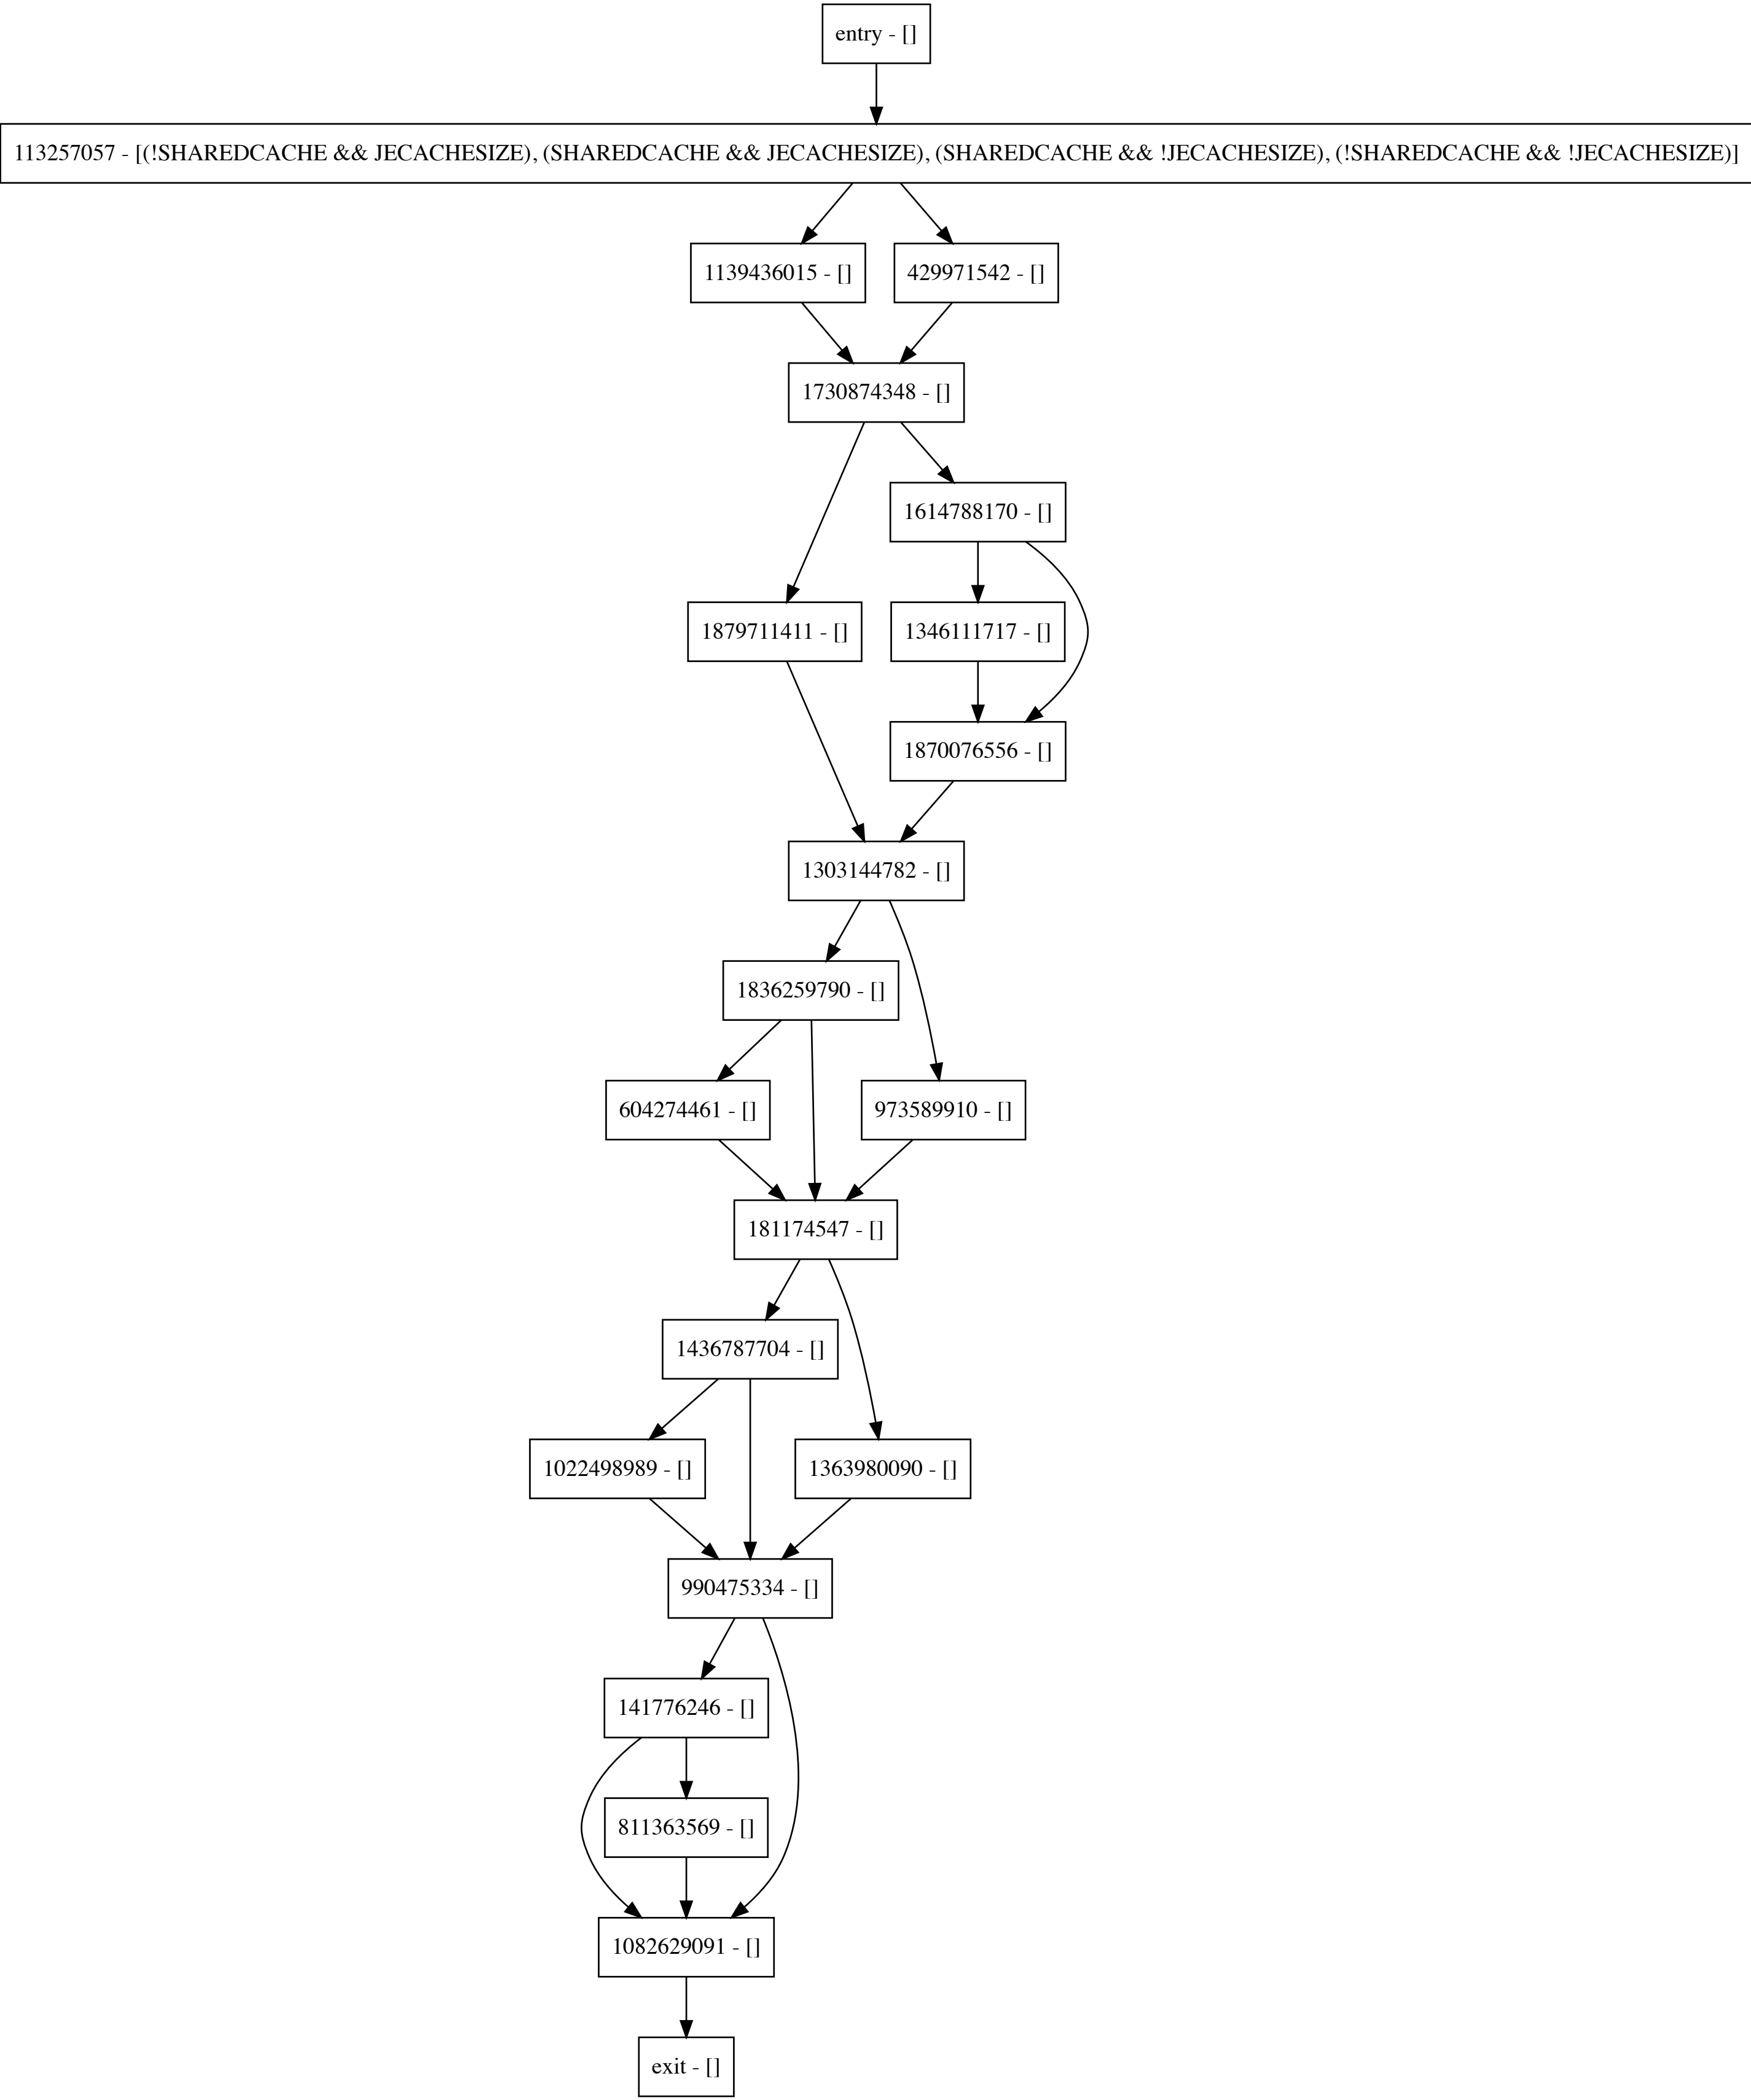 entry - []
113257057 - [(!SHAREDCACHE && JECACHESIZE), (SHAREDCACHE && JECACHESIZE), (SHAREDCACHE && !JECACHESIZE), (!SHAREDCACHE && !JECACHESIZE)]
1139436015 - []
429971542 - []
1730874348 - []
1614788170 - []
1879711411 - []
1346111717 - []
1870076556 - []
1303144782 - []
1836259790 - []
604274461 - []
973589910 - []
181174547 - []
1436787704 - []
1022498989 - []
1363980090 - []
990475334 - []
141776246 - []
811363569 - []
1082629091 - []
exit - []